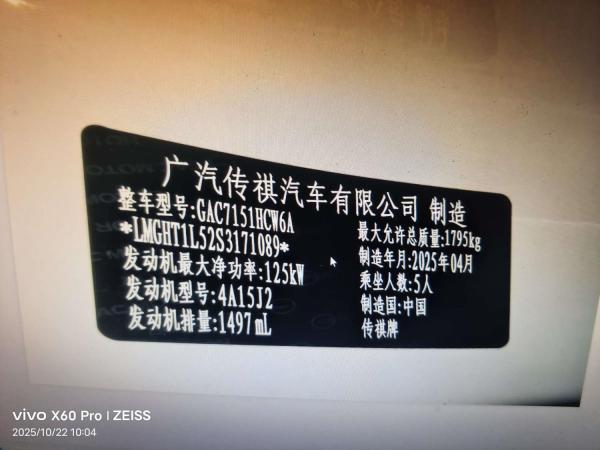 广汽传祺汽车有限公司 制造
整车型号:GAC7151HCW6A
*LMGHT1L52S3171089*
发动机最大净功率:125kW
发动机型号:4A15J2
发动机排量:1497mL
最大允许总质量:1795kg
制造年月:2025年04月
乘坐人数:5人
制造国:中国
传祺牌
vivo X60 Pro | ZEISS
2025/10/22 10:04